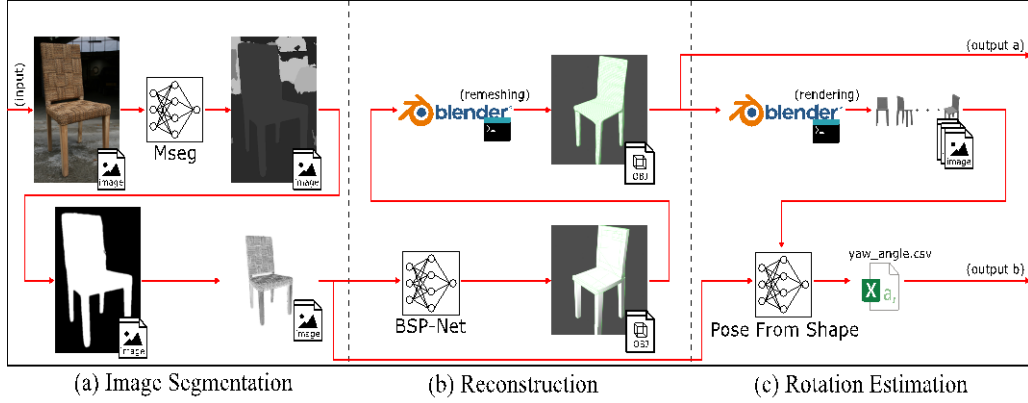 (input)
Mseg
image
image
image
image
(remeshing)
blender
OBJ
BSP-Net
OBJ
(output a)
(rendering)
blender
image
yaw_angle.csv
X a,
(output b)
Pose From Shape
(a) Image Segmentation
(b) Reconstruction
(c) Rotation Estimation